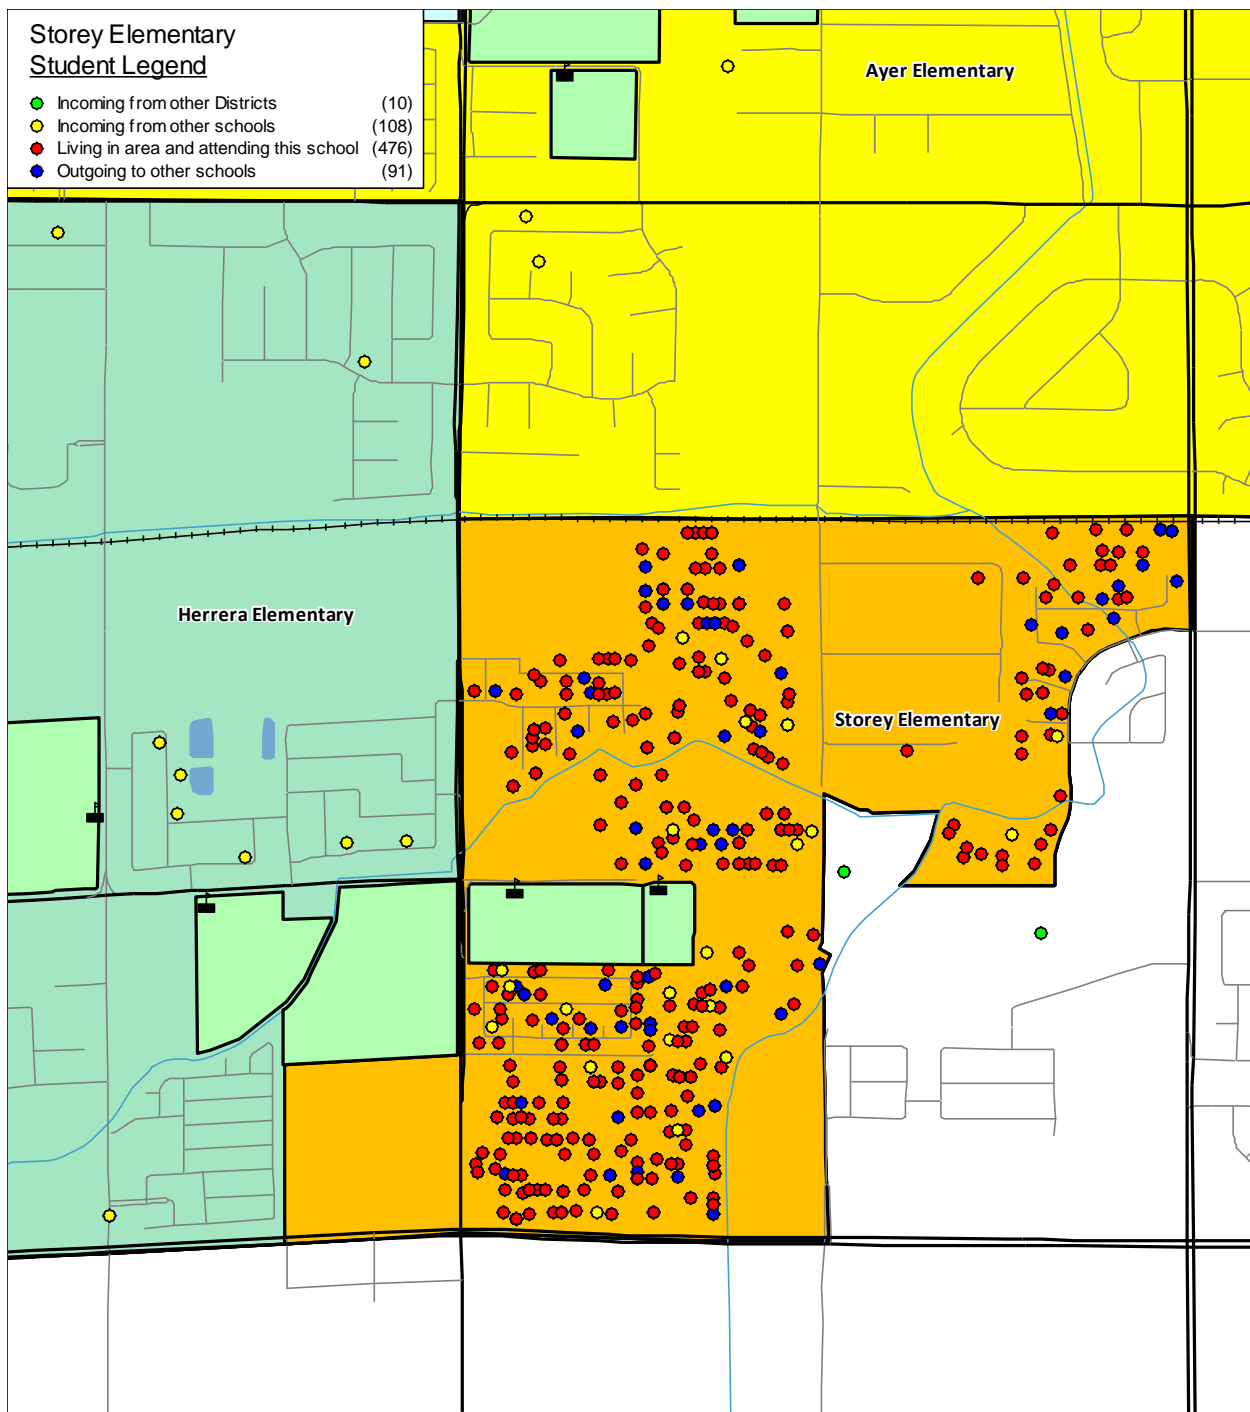 Storey Elementary
Student Legend
Incoming from other Districts (10)
Incoming from other schools (108)
Living in area and attending this school (476)
Outgoing to other schools (91)
Ayer Elementary
Herrera Elementary
Storey Elementary